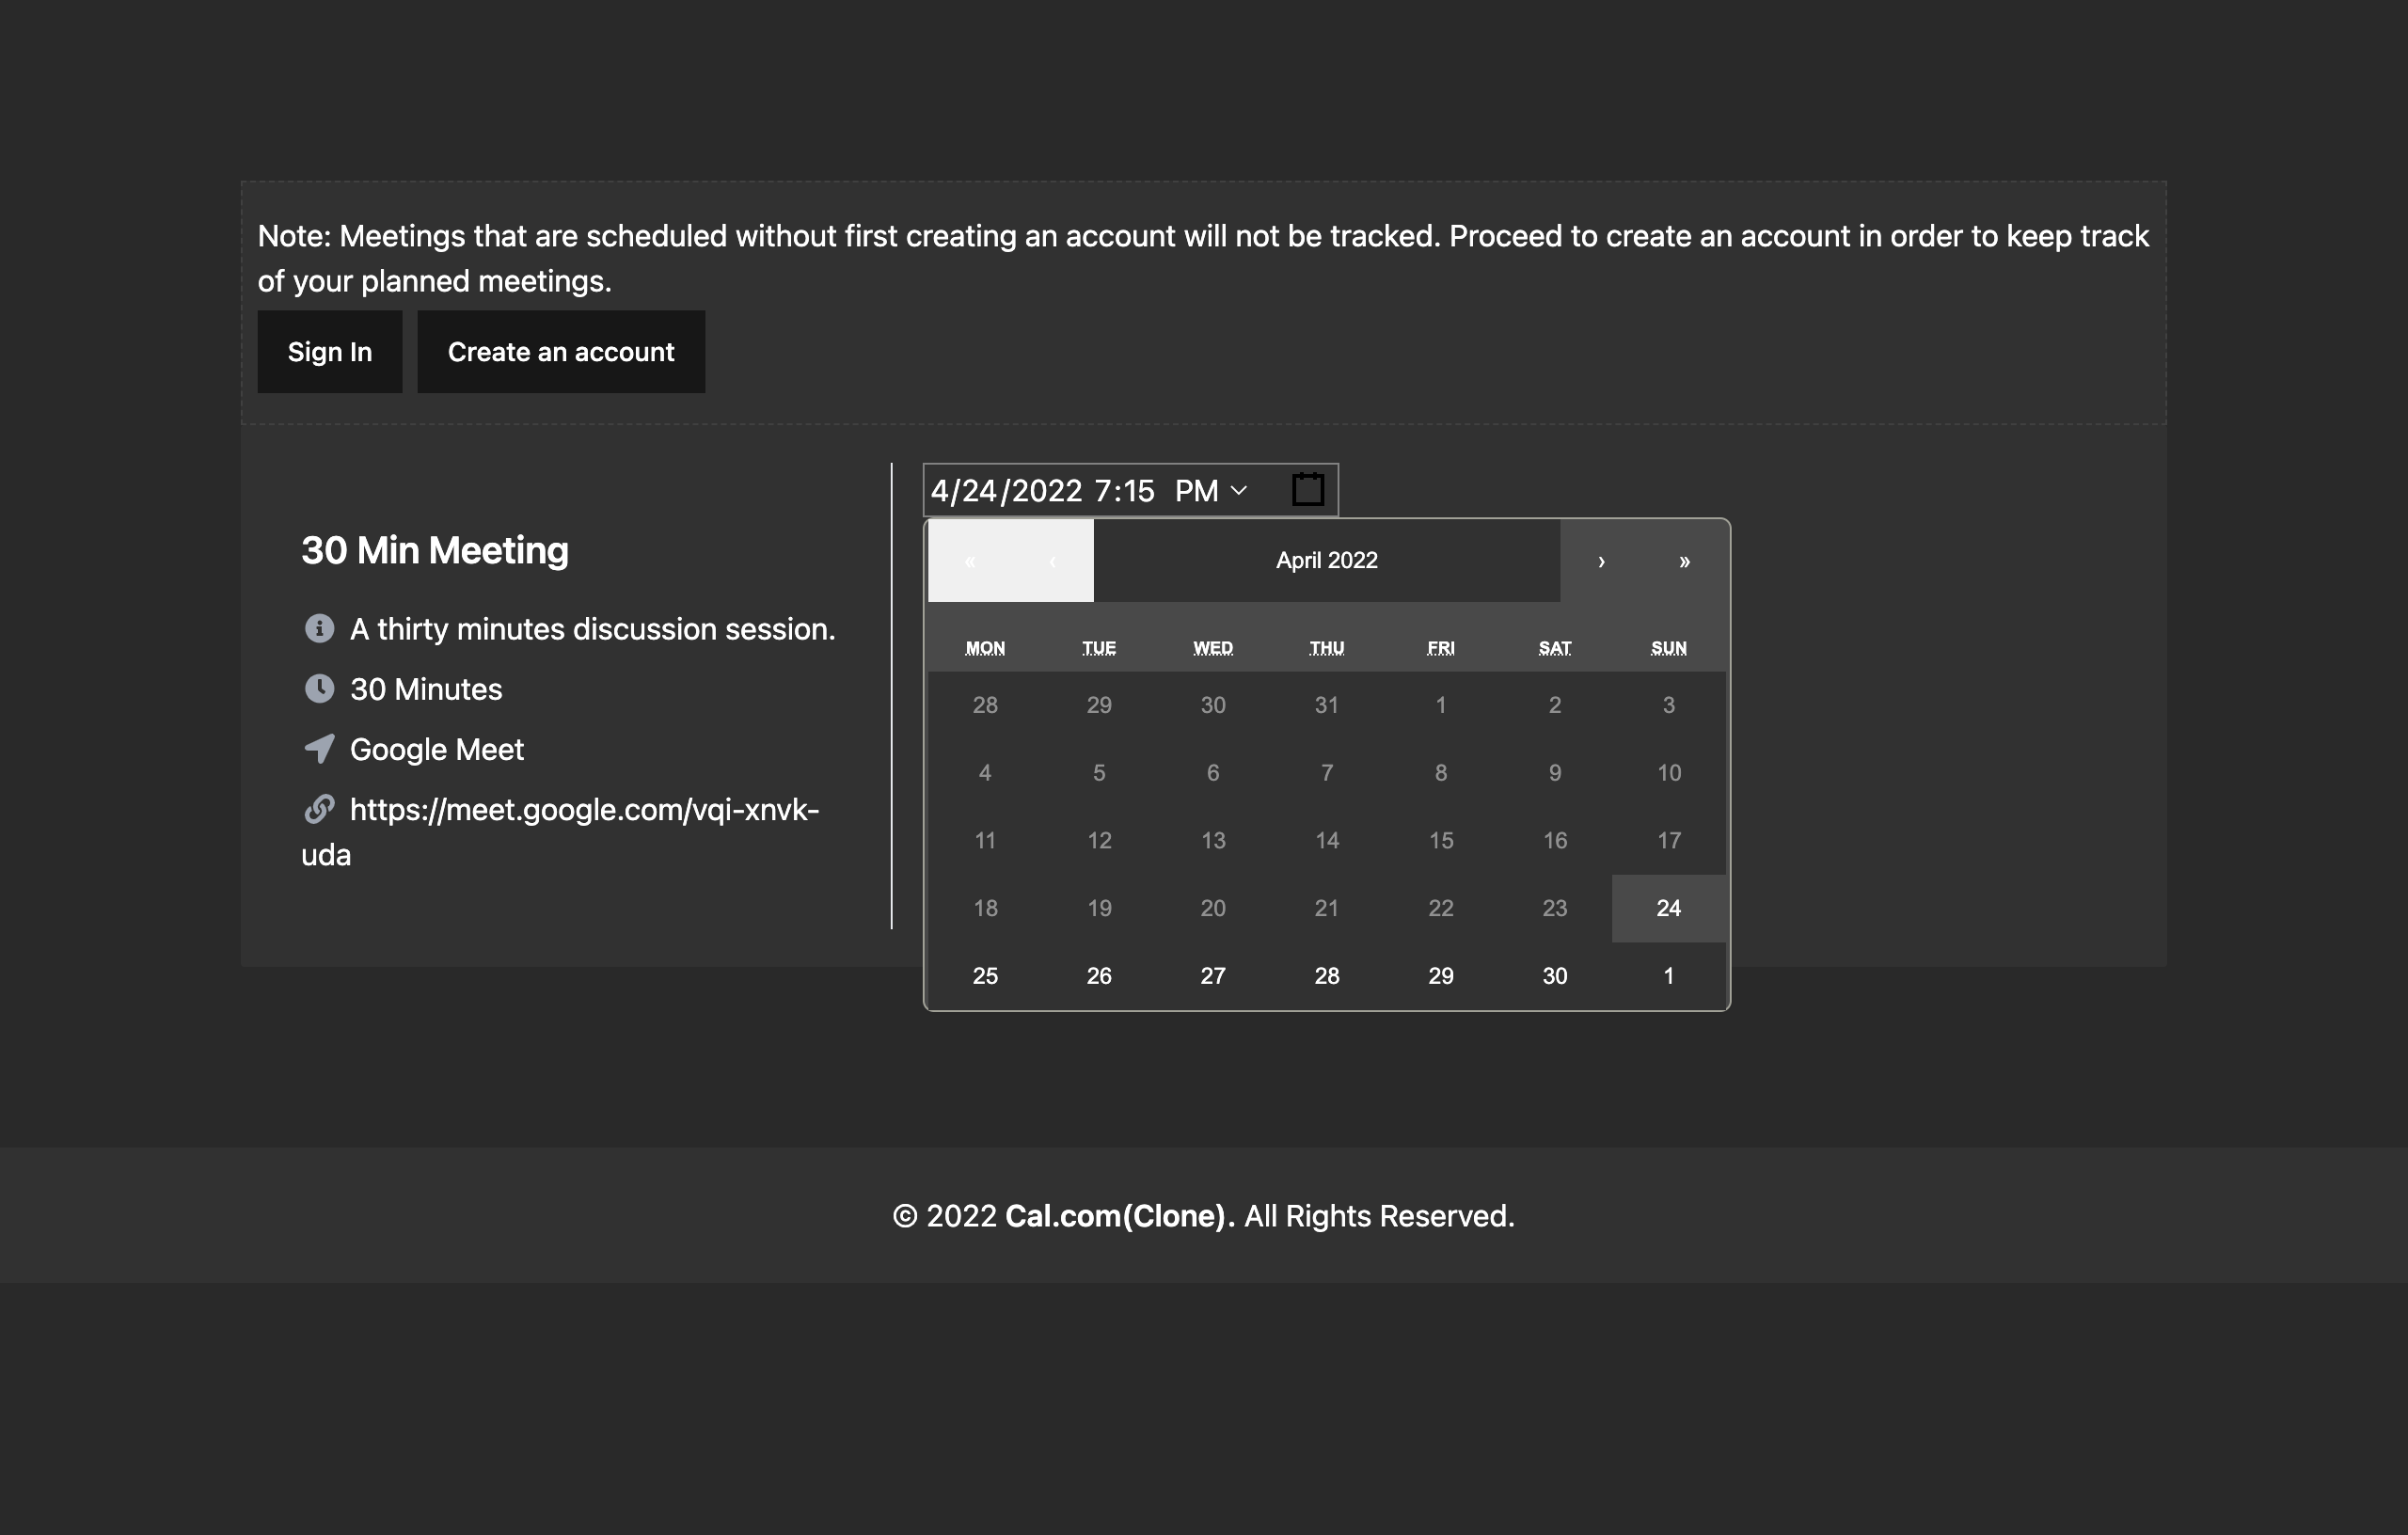 Note: Meetings that are scheduled without first creating an account will not be tracked. Proceed to create an account in order to keep track
of your planned meetings.
Sign In Create an account
30 Min Meeting
A thirty minutes discussion session.
30 Minutes
Google Meet
https://meet.google.com/vqi-xnvk-
uda
4/24/2022 7:15 PM
« ‹ April 2022 › »
MON TUE WED THU FRI SAT SUN
28 29 30 31 1 2 3
4 5 6 7 8 9 10
11 12 13 14 15 16 17
18 19 20 21 22 23 24
25 26 27 28 29 30 1
© 2022 Cal.com(Clone). All Rights Reserved.